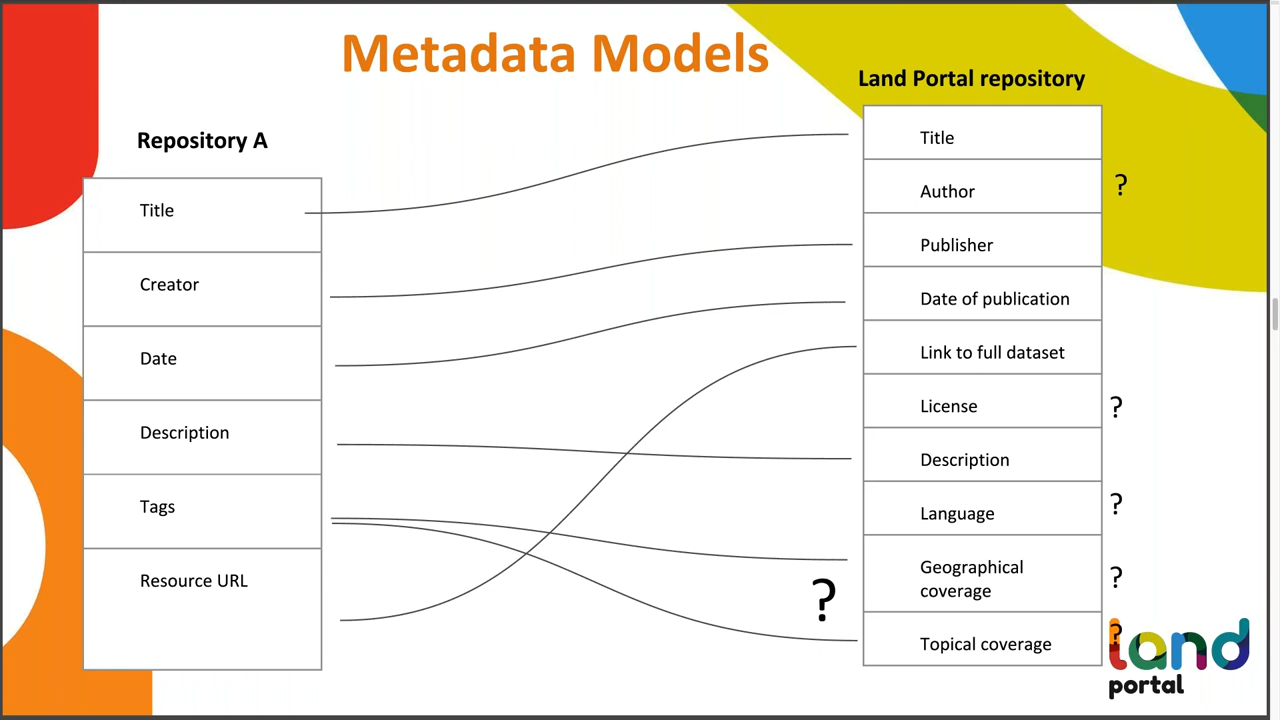 Metadata Models
Repository A
Title
Creator
Date
Description
Tags
Resource URL
Land Portal repository
Title
Author
?
Publisher
Date of publication
Link to full dataset
License
?
Description
Language
?
Geographical
coverage
?
?
Topical coverage
?
land
portal